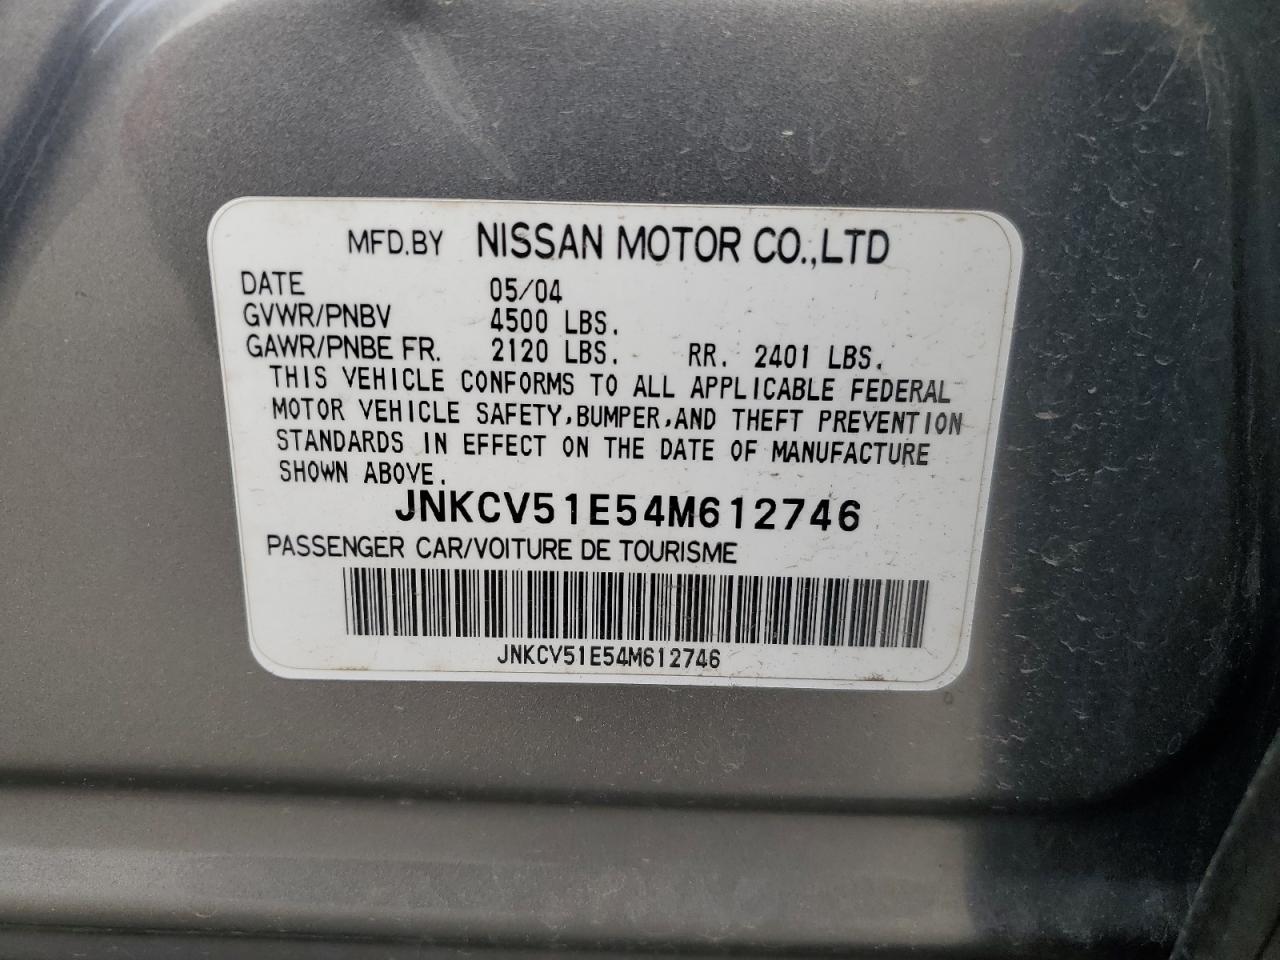 MFD.BY NISSAN MOTOR CO.,LTD
DATE 05/04
GVWR/PNBV 4500 LBS.
GAWR/PNBE FR. 2120 LBS. RR. 2401 LBS.
THIS VEHICLE CONFORMS TO ALL APPLICABLE FEDERAL
MOTOR VEHICLE SAFETY,BUMPER,AND THEFT PREVENTION
STANDARDS IN EFFECT ON THE DATE OF MANUFACTURE
SHOWN ABOVE.
JNKCV51E54M612746
PASSENGER CAR/VOITURE DE TOURISME
JNKCV51E54M612746